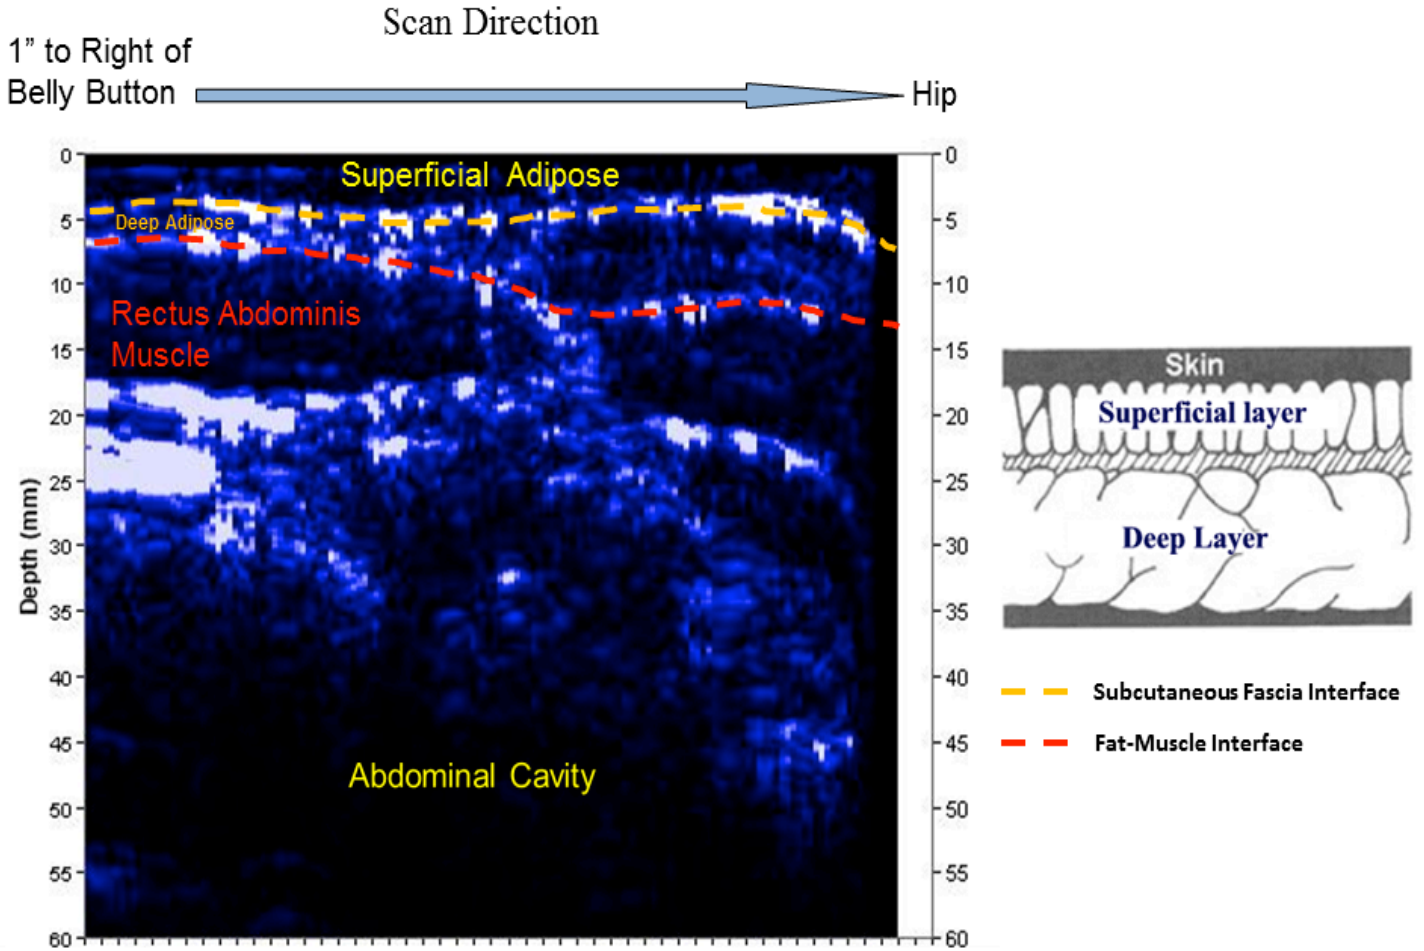 Scan Direction
1” to Right of
Belly Button
Hip
0
5
10
15
20
25
30
35
40
45
50
55
60
Depth (mm)
Superficial Adipose
Deep Adipose
Rectus Abdominis
Muscle
Abdominal Cavity
0
5
10
15
20
25
30
35
40
45
50
55
60
Skin
Superficial layer
Deep Layer
Subcutaneous Fascia Interface
Fat-Muscle Interface